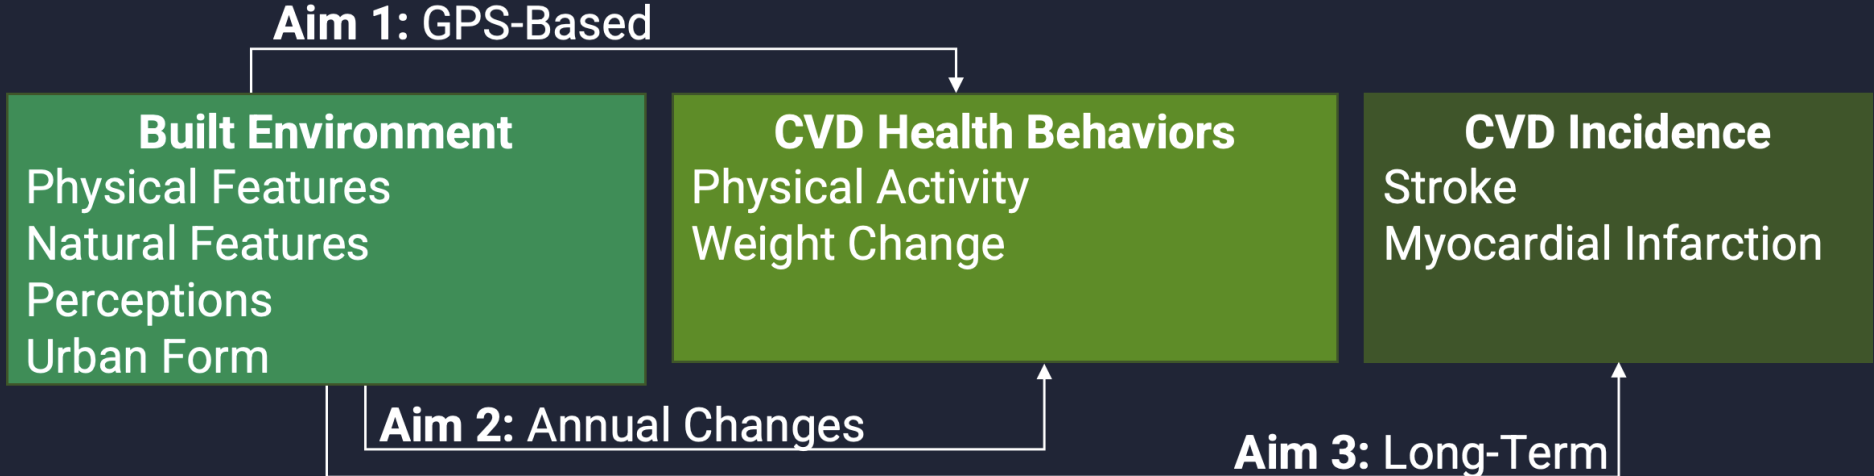 Aim 1: GPS-Based
Built Environment
Physical Features
Natural Features
Perceptions
Urban Form
CVD Health Behaviors
Physical Activity
Weight Change
CVD Incidence
Stroke
Myocardial Infarction
Aim 2: Annual Changes
Aim 3: Long-Term